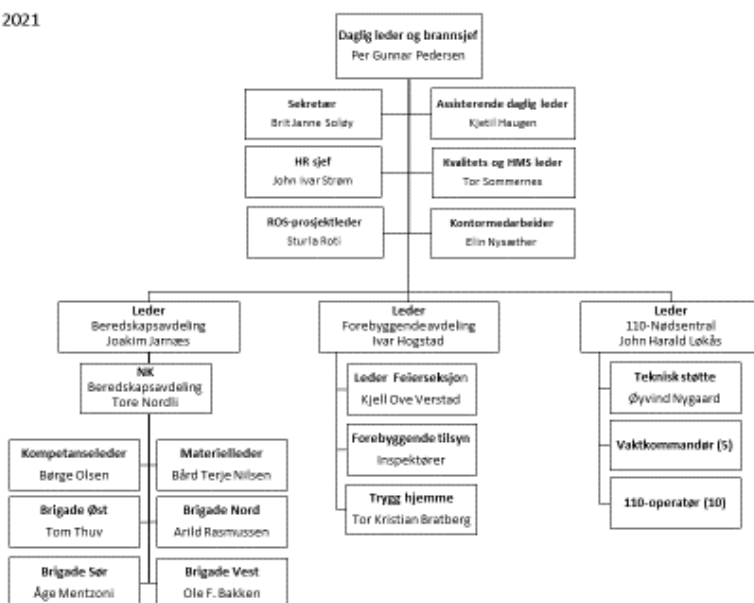 2021
Daglig leder og brannsjef
Per Gunnar Pedersen
Sekretær
Brit Janne Soløy
Assisterende daglig leder
Kjetil Haugen
HR sjef
John Ivar Strøm
Kvalitets og HMS leder
Tor Sommernes
ROS-prosjektleder
Sturla Roti
Kontormedarbeider
Elin Nysæther
Leder
Beredskapsavdeling
Joakim Jarnæs
Leder
Forebyggendeavdeling
Ivar Hogstad
Leder
110-Nødsentral
John Harald Løkås
NK
Beredskapsavdeling
Tore Nordli
Kompetanseleder
Børge Olsen
Materielleder
Bård Terje Nilsen
Brigade Øst
Tom Thuv
Brigade Nord
Arild Rasmussen
Brigade Sør
Åge Mentzoni
Brigade Vest
Ole F. Bakken
Leder Feierseksjon
Kjell Ove Verstad
Forebyggende tilsyn
Inspektører
Trygg hjemme
Tor Kristian Bratberg
Teknisk støtte
Øyvind Nygaard
Vaktkommandør (5)
110-operatør (10)